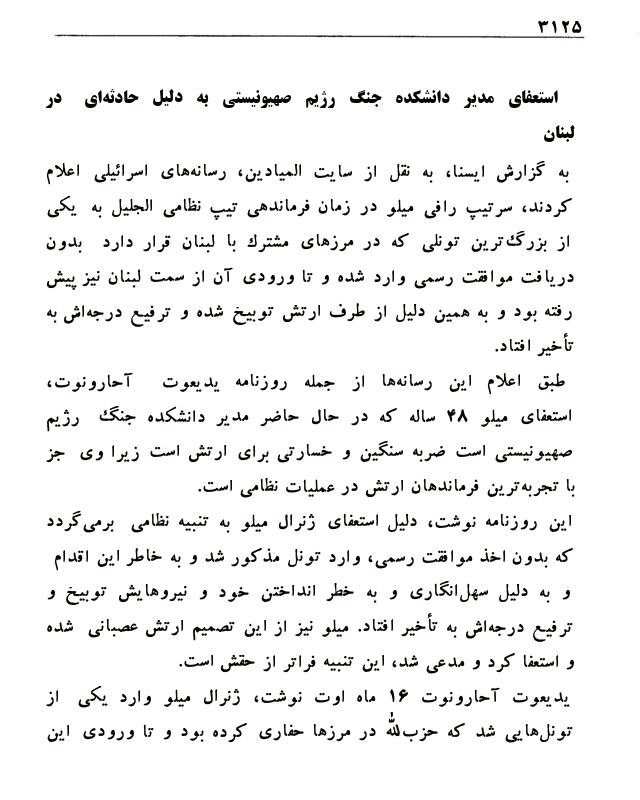 ۳۱۲۵
استعفای مدیر دانشکده جنگ رژیم صهیونیستی به دلیل حادثه‌ای در
لبنان
به گزارش ایسنا، به نقل از سایت المیادین، رسانه‌های اسرائیلی اعلام
کردند، سرتیپ رافی میلو در زمان فرماندهی تیپ نظامی الجلیل به یکی
از بزرگ‌ترین تونلی که در مرزهای مشترك با لبنان قرار دارد بدون
دریافت موافقت رسمی وارد شده و تا ورودی آن از سمت لبنان نیز پیش
رفته بود و به همین دلیل از طرف ارتش توبیخ شده و ترفیع درجه‌اش به
تأخیر افتاد.
طبق اعلام این رسانه‌ها از جمله روزنامه یدیعوت آحارونوت،
استعفای میلو ۴۸ ساله که در حال حاضر مدیر دانشکده جنگ رژیم
صهیونیستی است ضربه سنگین و خسارتی برای ارتش است زیرا وی جز
با تجربه‌ترین فرماندهان ارتش در عملیات نظامی است.
این روزنامه نوشت، دلیل استعفای ژنرال میلو به تنبیه نظامی برمی‌گردد
که بدون اخذ موافقت رسمی، وارد تونل مذکور شد و به خاطر این اقدام
و به دلیل سهل‌انگاری و به خطر انداختن خود و نیروهایش توبیخ و
ترفیع درجه‌اش به تأخیر افتاد. میلو نیز از این تصمیم ارتش عصبانی شده
و استعفا کرد و مدعی شد، این تنبیه فراتر از حقش است.
یدیعوت آحارونوت ۱۶ ماه اوت نوشت، ژنرال میلو وارد یکی از
تونل‌هایی شد که حزب‌الله در مرزها حفاری کرده بود و تا ورودی این